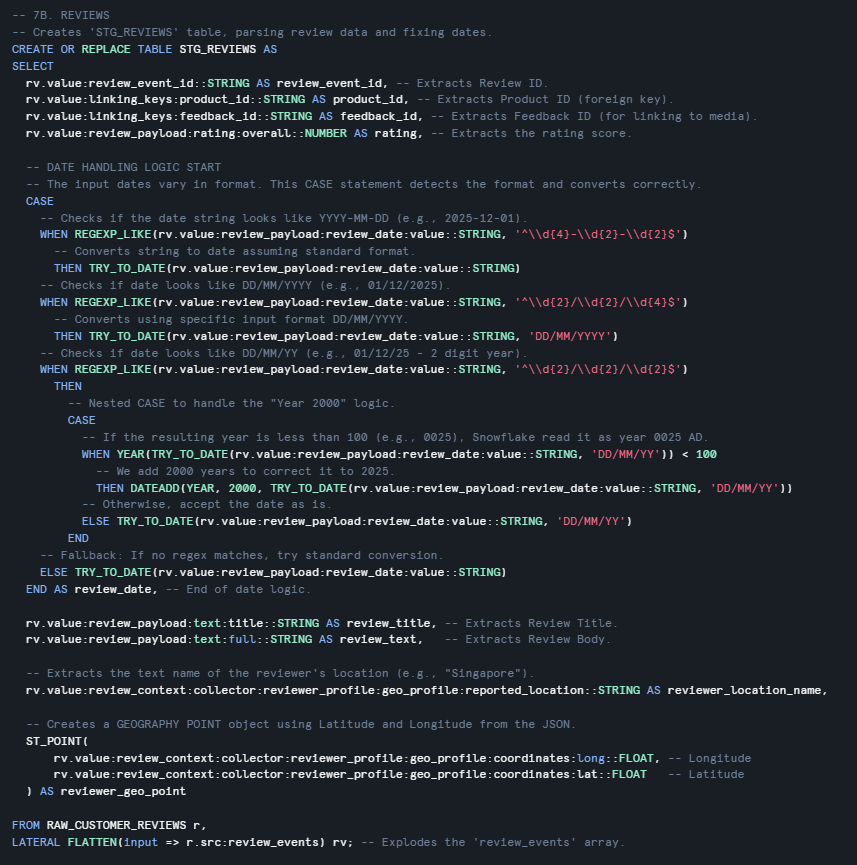 -- 7B. REVIEWS
-- Creates 'STG_REVIEWS' table, parsing review data and fixing dates.
CREATE OR REPLACE TABLE STG_REVIEWS AS
SELECT
  rv.value:review_event_id::STRING AS review_event_id, -- Extracts Review ID.
  rv.value:linking_keys:product_id::STRING AS product_id, -- Extracts Product ID (foreign key).
  rv.value:linking_keys:feedback_id::STRING AS feedback_id, -- Extracts Feedback ID (for linking to media).
  rv.value:review_payload:rating:overall::NUMBER AS rating, -- Extracts the rating score.

  -- DATE HANDLING LOGIC START
  -- The input dates vary in format. This CASE statement detects the format and converts correctly.
  CASE
    -- Checks if the date string looks like YYYY-MM-DD (e.g., 2025-12-01).
    WHEN REGEXP_LIKE(rv.value:review_payload:review_date:value::STRING, '^\\d{4}-\\d{2}-\\d{2}$')
      -- Converts string to date assuming standard format.
      THEN TRY_TO_DATE(rv.value:review_payload:review_date:value::STRING)
    -- Checks if date looks like DD/MM/YYYY (e.g., 01/12/2025).
    WHEN REGEXP_LIKE(rv.value:review_payload:review_date:value::STRING, '^\\d{2}/\\d{2}/\\d{4}$')
      -- Converts using specific input format DD/MM/YYYY.
      THEN TRY_TO_DATE(rv.value:review_payload:review_date:value::STRING, 'DD/MM/YYYY')
    -- Checks if date looks like DD/MM/YY (e.g., 01/12/25 - 2 digit year).
    WHEN REGEXP_LIKE(rv.value:review_payload:review_date:value::STRING, '^\\d{2}/\\d{2}/\\d{2}$')
      THEN
        -- Nested CASE to handle the "Year 2000" logic.
        CASE
          -- If the resulting year is less than 100 (e.g., 0025), Snowflake read it as year 0025 AD.
          WHEN YEAR(TRY_TO_DATE(rv.value:review_payload:review_date:value::STRING, 'DD/MM/YY')) < 100
            -- We add 2000 years to correct it to 2025.
            THEN DATEADD(YEAR, 2000, TRY_TO_DATE(rv.value:review_payload:review_date:value::STRING, 'DD/MM/YY'))
          -- Otherwise, accept the date as is.
          ELSE TRY_TO_DATE(rv.value:review_payload:review_date:value::STRING, 'DD/MM/YY')
        END
    -- Fallback: If no regex matches, try standard conversion.
    ELSE TRY_TO_DATE(rv.value:review_payload:review_date:value::STRING)
  END AS review_date, -- End of date logic.

  rv.value:review_payload:text:title::STRING AS review_title, -- Extracts Review Title.
  rv.value:review_payload:text:full::STRING AS review_text,   -- Extracts Review Body.

  -- Extracts the text name of the reviewer's location (e.g., "Singapore").
  rv.value:review_context:collector:reviewer_profile:geo_profile:reported_location::STRING AS reviewer_location_name,

  -- Creates a GEOGRAPHY POINT object using Latitude and Longitude from the JSON.
  ST_POINT(
      rv.value:review_context:collector:reviewer_profile:geo_profile:coordinates:long::FLOAT, -- Longitude
      rv.value:review_context:collector:reviewer_profile:geo_profile:coordinates:lat::FLOAT   -- Latitude
  ) AS reviewer_geo_point

FROM RAW_CUSTOMER_REVIEWS r,
LATERAL FLATTEN(input => r.src:review_events) rv; -- Explodes the 'review_events' array.